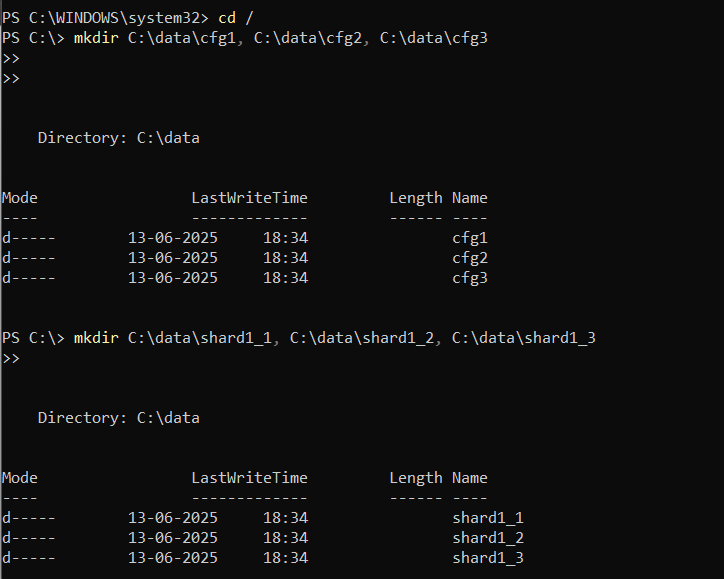 PS C:\WINDOWS\system32> cd /
PS C:\> mkdir C:\data\cfg1, C:\data\cfg2, C:\data\cfg3
>>
>>
    Directory: C:\data
Mode                 LastWriteTime         Length Name
----                 -------------         ------ ----
d-----        13-06-2025     18:34                cfg1
d-----        13-06-2025     18:34                cfg2
d-----        13-06-2025     18:34                cfg3
PS C:\> mkdir C:\data\shard1_1, C:\data\shard1_2, C:\data\shard1_3
>>
    Directory: C:\data
Mode                 LastWriteTime         Length Name
----                 -------------         ------ ----
d-----        13-06-2025     18:34                shard1_1
d-----        13-06-2025     18:34                shard1_2
d-----        13-06-2025     18:34                shard1_3